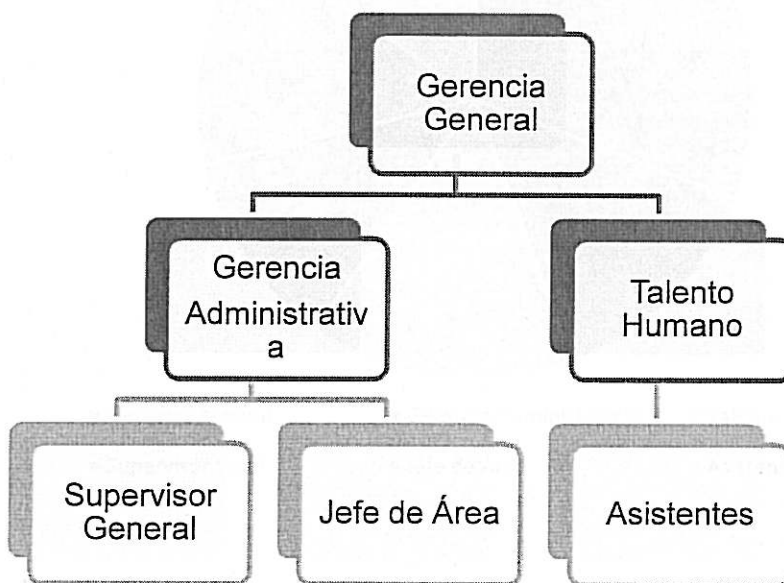 Gerencia
General
Gerencia
Administrativ
a
Talento
Humano
Supervisor
General
Jefe de Área
Asistentes